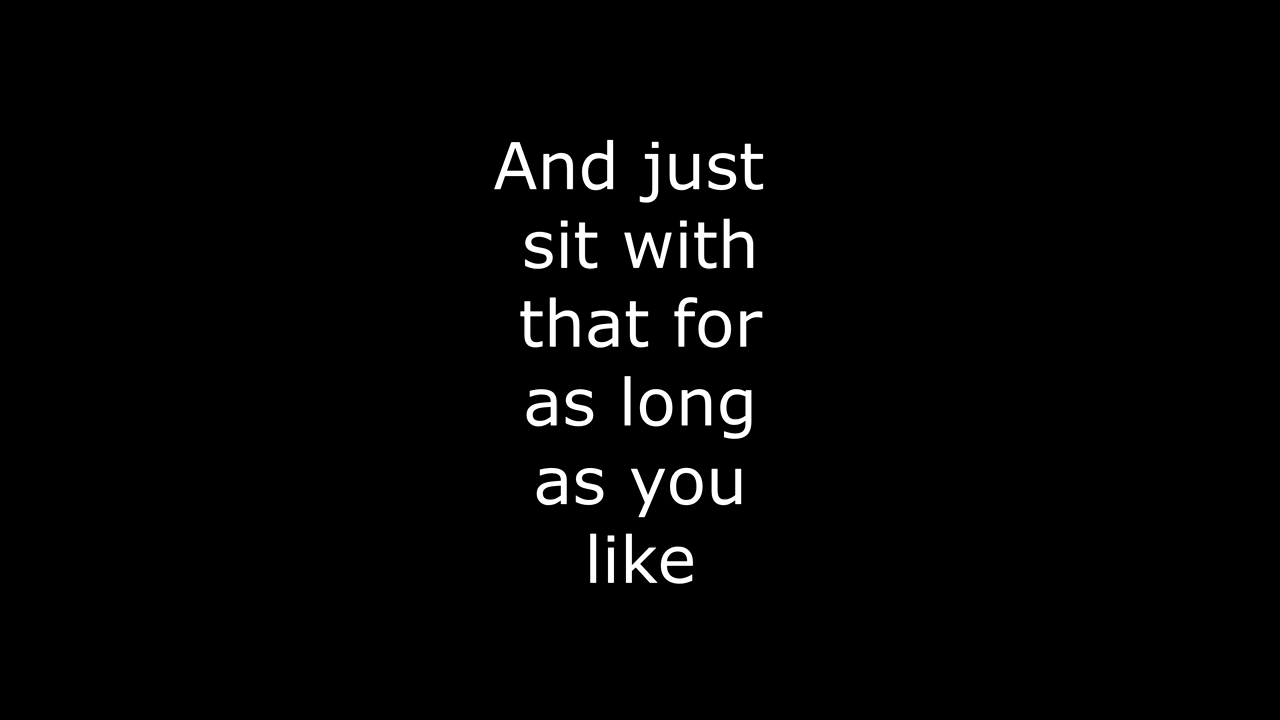 And just
sit with
that for
as long
as you
like